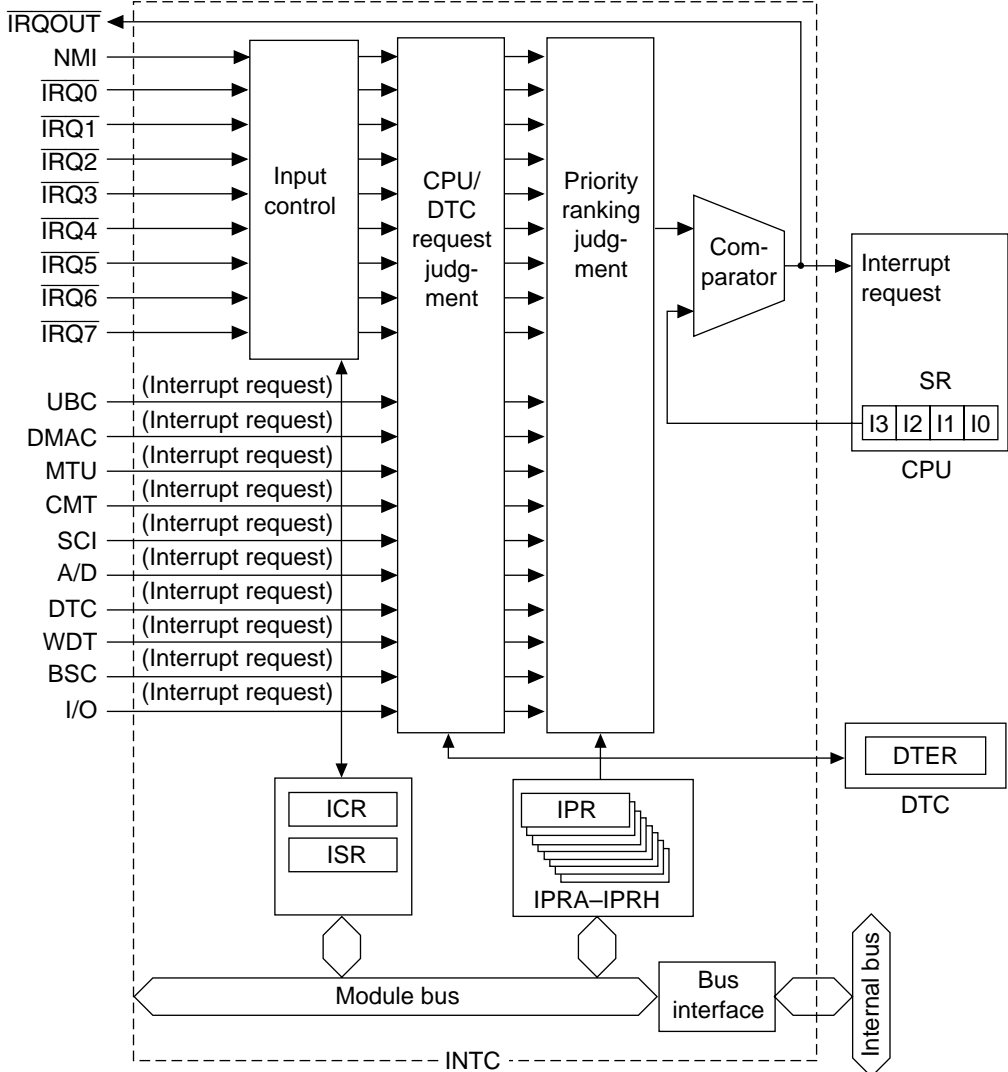 IRQOUT
NMI
IRQ0
IRQ1
IRQ2
IRQ3
IRQ4
IRQ5
IRQ6
IRQ7
UBC
DMAC
MTU
CMT
SCI
A/D
DTC
WDT
BSC
I/O
(Interrupt request)
(Interrupt request)
(Interrupt request)
(Interrupt request)
(Interrupt request)
(Interrupt request)
(Interrupt request)
(Interrupt request)
(Interrupt request)
(Interrupt request)
Input
control
CPU/
DTC
request
judg-
ment
Priority
ranking
judg-
ment
Com-
parator
Interrupt
request
SR
I3 I2 I1 I0
CPU
DTER
DTC
ICR
ISR
IPR
IPRA–IPRH
Module bus
Bus
interface
Internal bus
INTC